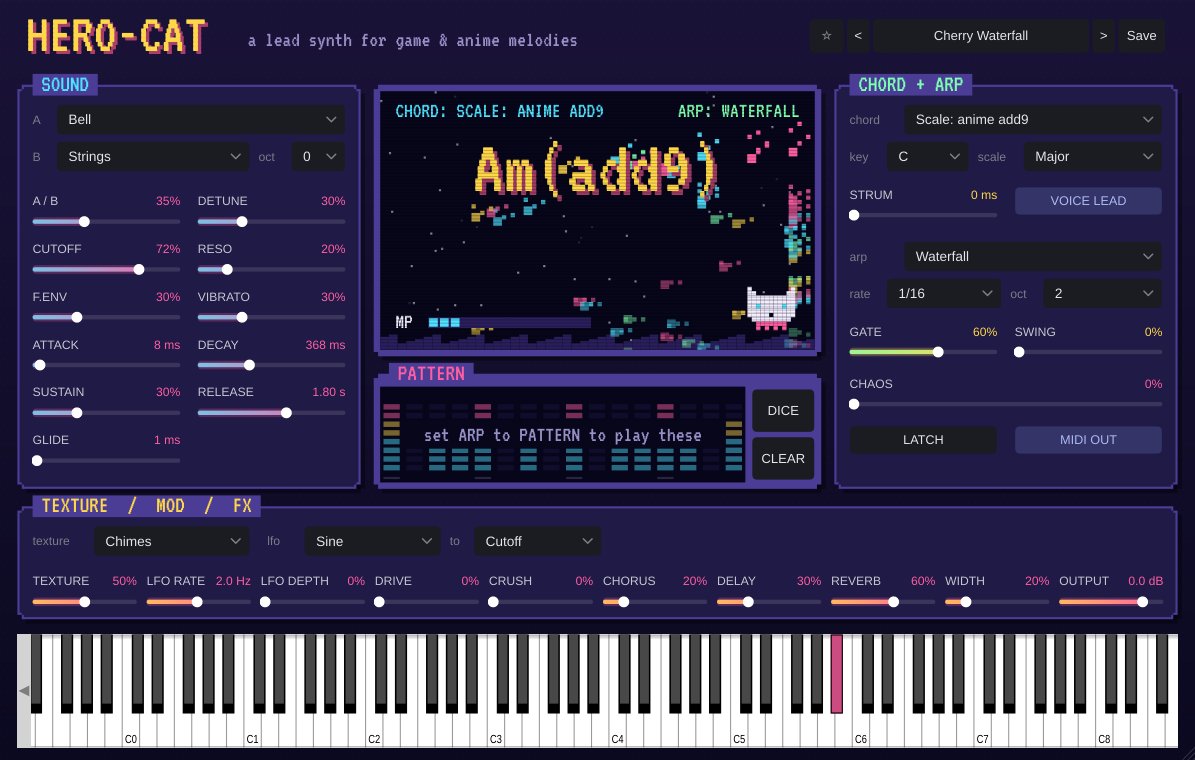 HERO-CAT
a lead synth for game & anime melodies
☆ < Cherry Waterfall > Save
SOUND
A Bell
B Strings oct 0
A / B 35% DETUNE 30%
CUTOFF 72% RESO 20%
F.ENV 30% VIBRATO 30%
ATTACK 8 ms DECAY 368 ms
SUSTAIN 30% RELEASE 1.80 s
GLIDE 1 ms
CHORD: SCALE: ANIME ADD9 ARP: WATERFALL
Am(add9)
MP
PATTERN
set ARP to PATTERN to play these
DICE
CLEAR
CHORD + ARP
chord Scale: anime add9
key C scale Major
STRUM 0 ms VOICE LEAD
arp Waterfall
rate 1/16 oct 2
GATE 60% SWING 0%
CHAOS 0%
LATCH MIDI OUT
TEXTURE / MOD / FX
texture Chimes lfo Sine to Cutoff
TEXTURE 50% LFO RATE 2.0 Hz LFO DEPTH 0% DRIVE 0% CRUSH 0% CHORUS 20% DELAY 30% REVERB 60% WIDTH 20% OUTPUT 0.0 dB
C0 C1 C2 C3 C4 C5 C6 C7 C8